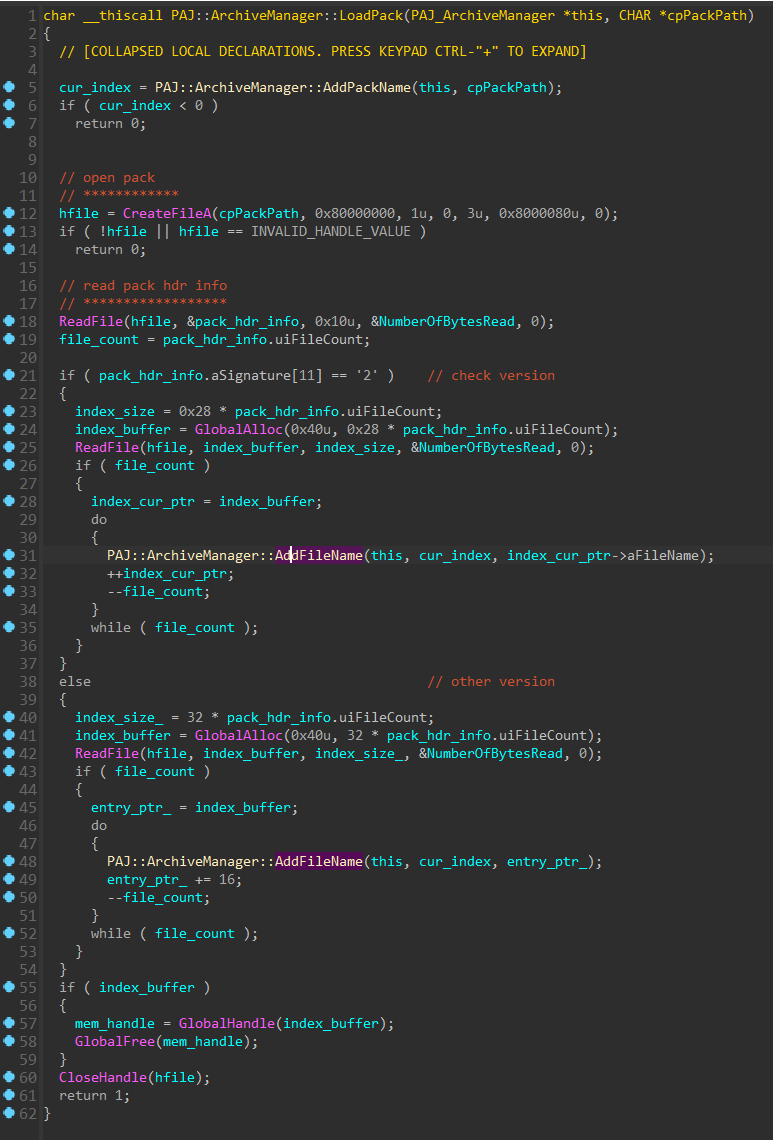 1 char __thiscall PAJ::ArchiveManager::LoadPack(PAJ_ArchiveManager *this, CHAR *cpPackPath)
2 {
3   // [COLLAPSED LOCAL DECLARATIONS. PRESS KEYPAD CTRL-"+" TO EXPAND]
4
5   cur_index = PAJ::ArchiveManager::AddPackName(this, cpPackPath);
6   if ( cur_index < 0 )
7     return 0;
8
9
10   // open pack
11   // ************
12   hfile = CreateFileA(cpPackPath, 0x80000000, 1u, 0, 3u, 0x8000080u, 0);
13   if ( !hfile || hfile == INVALID_HANDLE_VALUE )
14     return 0;
15
16   // read pack hdr info
17   // ******************
18   ReadFile(hfile, &pack_hdr_info, 0x10u, &NumberOfBytesRead, 0);
19   file_count = pack_hdr_info.uiFileCount;
20
21   if ( pack_hdr_info.aSignature[11] == '2' )    // check version
22   {
23     index_size = 0x28 * pack_hdr_info.uiFileCount;
24     index_buffer = GlobalAlloc(0x40u, 0x28 * pack_hdr_info.uiFileCount);
25     ReadFile(hfile, index_buffer, index_size, &NumberOfBytesRead, 0);
26     if ( file_count )
27     {
28       index_cur_ptr = index_buffer;
29       do
30       {
31         PAJ::ArchiveManager::AddFileName(this, cur_index, index_cur_ptr->aFileName);
32         ++index_cur_ptr;
33         --file_count;
34       }
35       while ( file_count );
36     }
37   }
38   else                                          // other version
39   {
40     index_size_ = 32 * pack_hdr_info.uiFileCount;
41     index_buffer = GlobalAlloc(0x40u, 32 * pack_hdr_info.uiFileCount);
42     ReadFile(hfile, index_buffer, index_size_, &NumberOfBytesRead, 0);
43     if ( file_count )
44     {
45       entry_ptr_ = index_buffer;
46       do
47       {
48         PAJ::ArchiveManager::AddFileName(this, cur_index, entry_ptr_);
49         entry_ptr_ += 16;
50         --file_count;
51       }
52       while ( file_count );
53     }
54   }
55   if ( index_buffer )
56   {
57     mem_handle = GlobalHandle(index_buffer);
58     GlobalFree(mem_handle);
59   }
60   CloseHandle(hfile);
61   return 1;
62 }